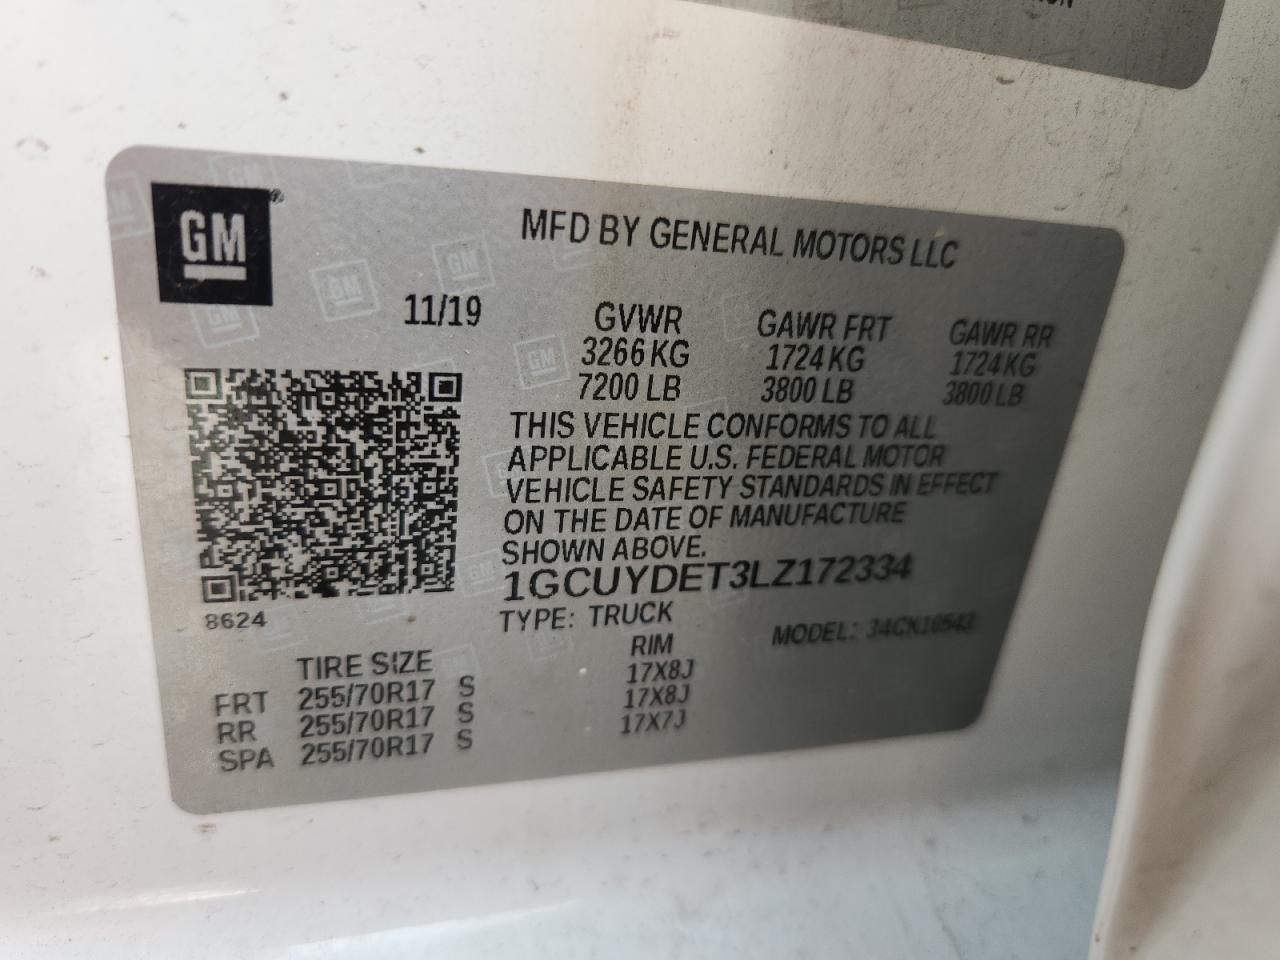 GM
MFD BY GENERAL MOTORS LLC
11/19
GVWR GAWR FRT GAWR RR
3266 KG 1724 KG 1724 KG
7200 LB 3800 LB 3800 LB
THIS VEHICLE CONFORMS TO ALL
APPLICABLE U.S. FEDERAL MOTOR
VEHICLE SAFETY STANDARDS IN EFFECT
ON THE DATE OF MANUFACTURE
SHOWN ABOVE.
1GCUYDET3LZ172334
8624
TYPE: TRUCK MODEL:
TIRE SIZE RIM
FRT 255/70R17 S 17X8J
RR 255/70R17 S 17X8J
SPA 255/70R17 S 17X7J